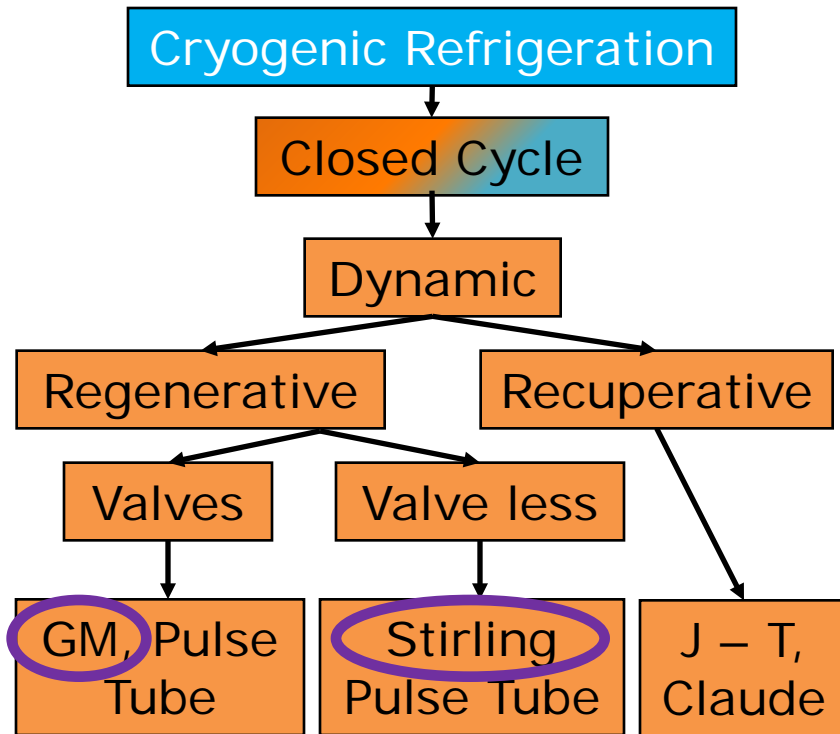 Cryogenic Refrigeration
Closed Cycle
Dynamic
Regenerative
Recuperative
Valves
Valve less
GM, Pulse
Tube
Stirling
Pulse Tube
J – T,
Claude